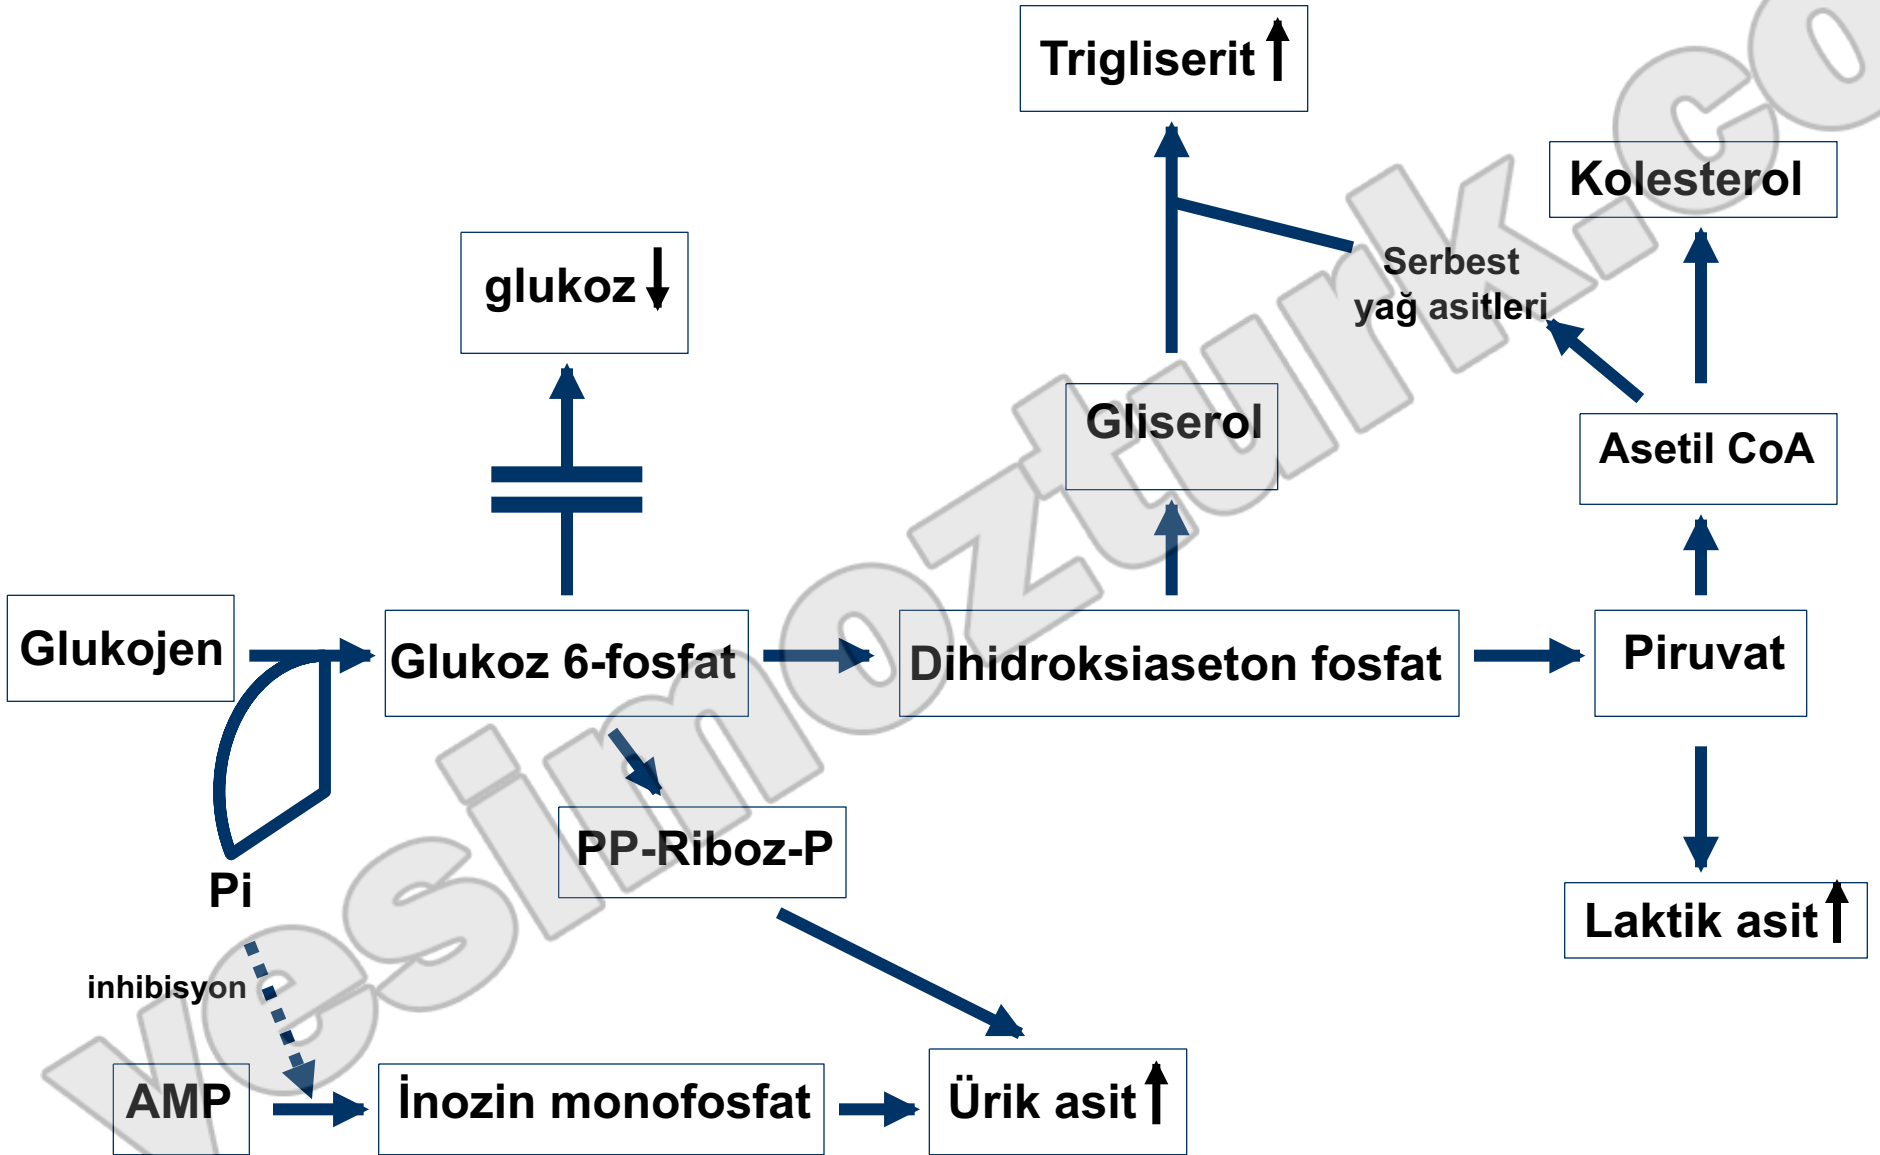 Trigliserit
Kolesterol
glukoz
Serbest
yağ asitleri
Gliserol
Asetil CoA
Glukojen
Glukoz 6-fosfat
Dihidroksiaseton fosfat
Piruvat
PP-Riboz-P
Pi
Laktik asit
inhibisyon
AMP
İnozin monofosfat
Ürik asit
yesimozturk.co